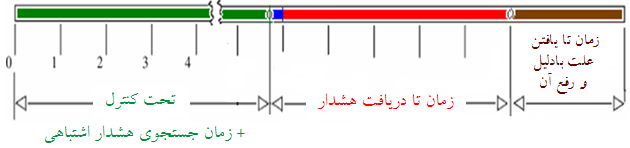 0 1 2 3 4
زمان تا یافتن
علت بادلیل
و رفع آن
زمان تا دریافت هشدار
تحت کنترل
+ زمان جستجوی هشدار اشتباهی